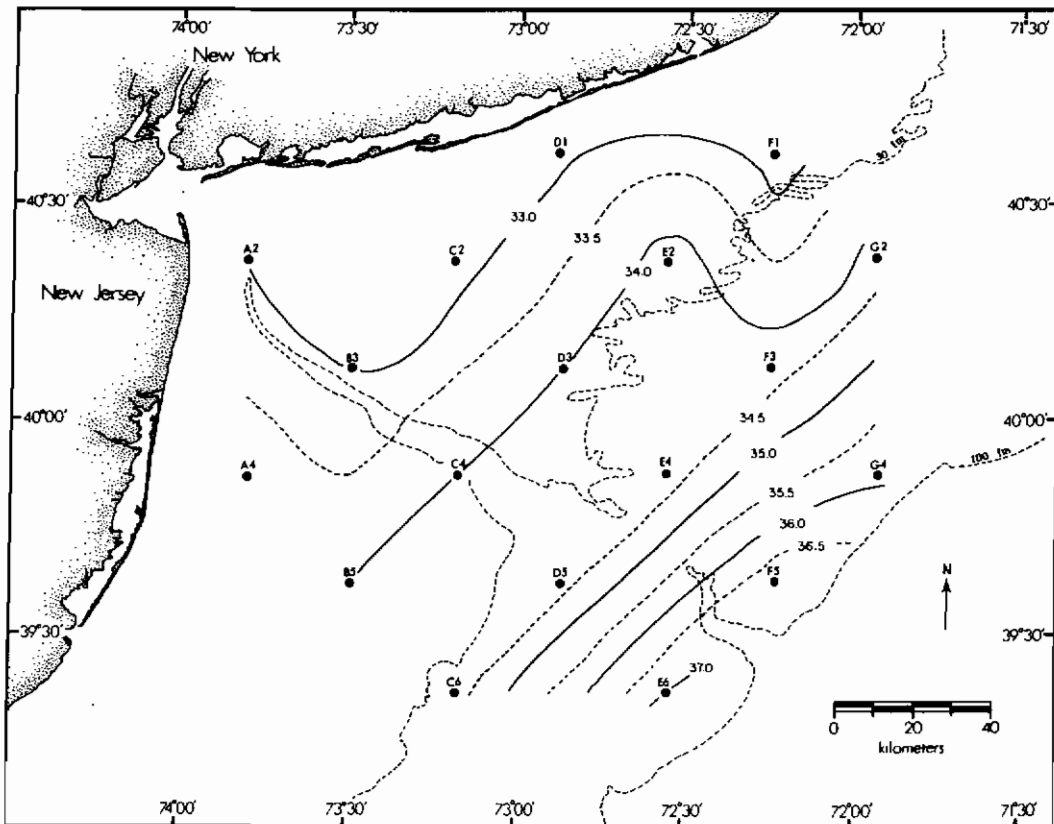 74°00' 73°30' 73°00' 72°30' 72°00' 71°30'
New York
D1 F1
30 fm
40°30' 40°30'
33.0
33.5
A2 C2 34.0 E2 G2
New Jersey
B3 D3 F3
34.5
40°00' 40°00'
35.0
100 fm
A4 C4 E4 G4
35.5
36.0
36.5
B5 D5 F5
N
39°30' 39°30'
37.0
C6 E6
0 20 40
kilometers
74°00' 73°30' 73°00' 72°30' 72°00' 71°30'